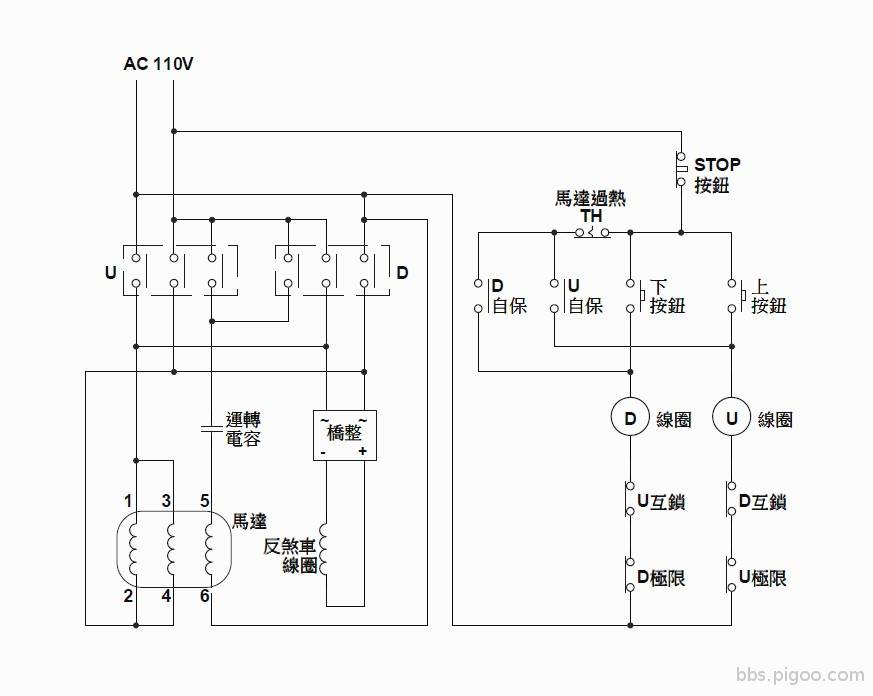 AC 110V
STOP
按鈕
馬達過熱
TH
U
D
D
自保
U
自保
下
按鈕
上
按鈕
運轉
電容
~ ~
橋整
- +
D 線圈
U 線圈
1 3 5
馬達
U互鎖
D互鎖
反煞車
線圈
D極限
U極限
2 4 6
bbs.pigoo.com